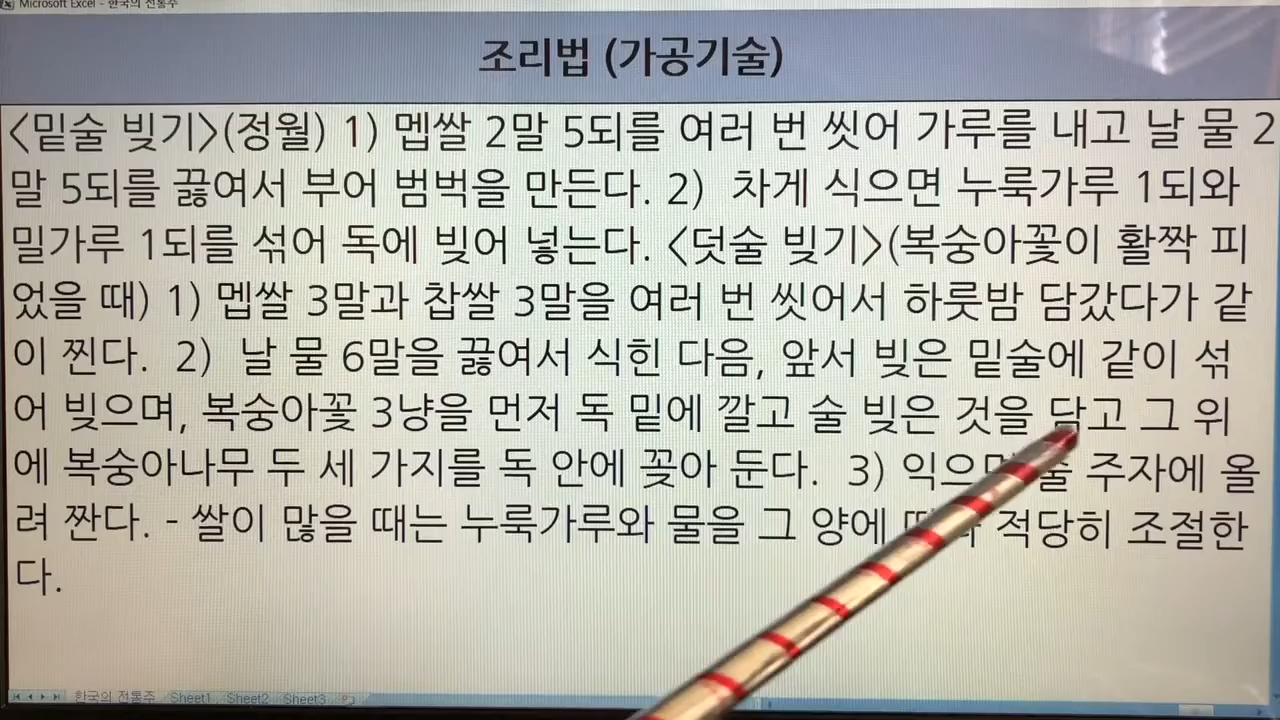 Microsoft Excel - 한국의 전통주
조리법 (가공기술)
<밑술 빚기>(정월) 1) 멥쌀 2말 5되를 여러 번 씻어 가루를 내고 날 물 2
말 5되를 끓여서 부어 범벅을 만든다. 2) 차게 식으면 누룩가루 1되와
밀가루 1되를 섞어 독에 빚어 넣는다. <덧술 빚기>(복숭아꽃이 활짝 피
었을 때) 1) 멥쌀 3말과 찹쌀 3말을 여러 번 씻어서 하룻밤 담갔다가 같
이 찐다. 2) 날 물 6말을 끓여서 식힌 다음, 앞서 빚은 밑술에 같이 섞
어 빚으며, 복숭아꽃 3냥을 먼저 독 밑에 깔고 술 빚은 것을 담고 그 위
에 복숭아나무 두 세 가지를 독 안에 꽂아 둔다. 3) 익으면 술 주자에 올
려 짠다. - 쌀이 많을 때는 누룩가루와 물을 그 양에 적당히 조절한
다.
한국의 전통주 Sheet1 Sheet2 Sheet3